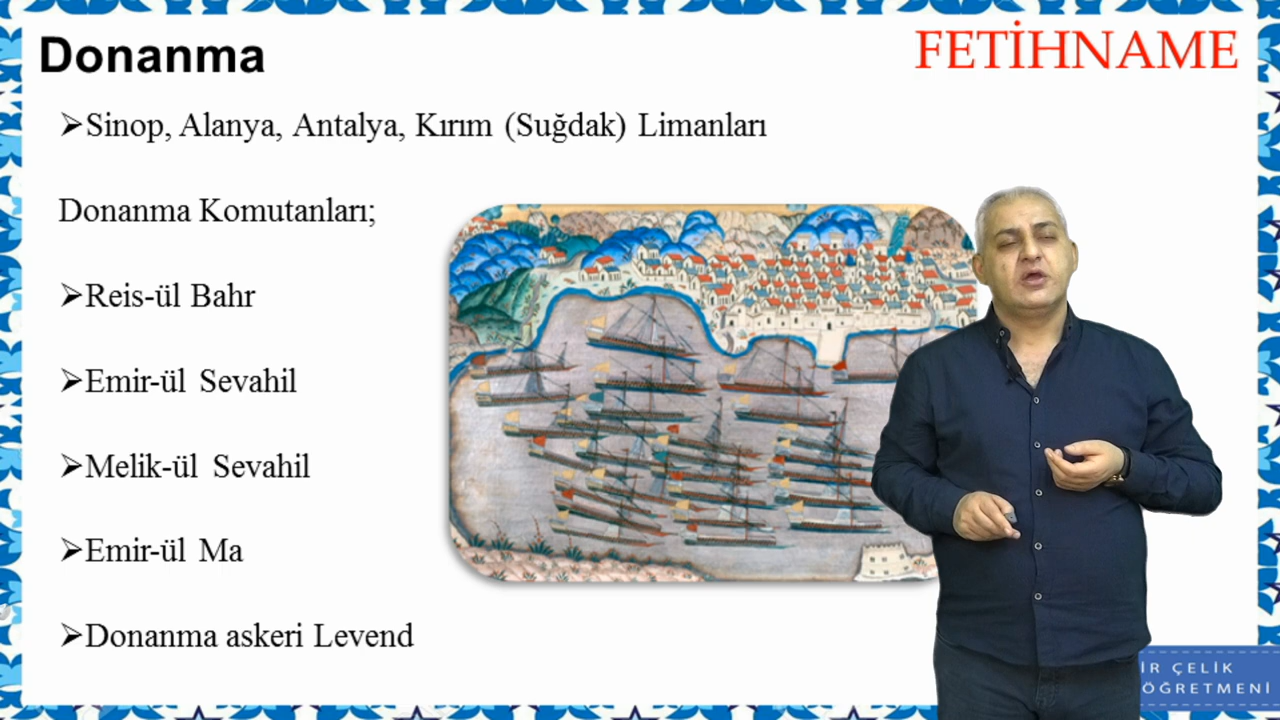 Donanma
FETİHNAME
➢Sinop, Alanya, Antalya, Kırım (Suğdak) Limanları
Donanma Komutanları;
➢Reis-ül Bahr
➢Emir-ül Sevahil
➢Melik-ül Sevahil
➢Emir-ül Ma
➢Donanma askeri Levend
İR ÇELİK
ÖĞRETMENİ